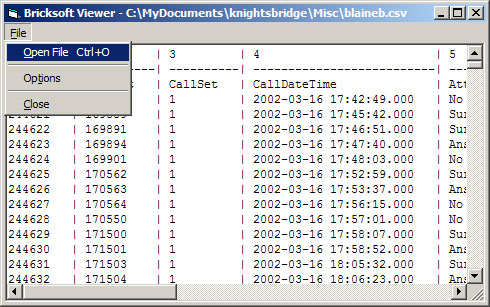 Bricksoft Viewer - C:\MyDocuments\knightsbridge\Misc\blaineb.csv
File
Open File Ctrl+O
Options
Close
| 3 | 4 | 5
CallSet | CallDateTime | Att
| 1 | 2002-03-16 17:42:49.000 | No
| 1 | 2002-03-16 17:45:42.000 | Sur
244622 | 169891 | 1 | 2002-03-16 17:46:51.000 | Sur
244623 | 169894 | 1 | 2002-03-16 17:47:40.000 | Ans
244624 | 169901 | 1 | 2002-03-16 17:48:03.000 | No
244625 | 170562 | 1 | 2002-03-16 17:52:59.000 | Sur
244626 | 170563 | 1 | 2002-03-16 17:53:37.000 | Ans
244627 | 170564 | 1 | 2002-03-16 17:56:15.000 | No
244628 | 170550 | 1 | 2002-03-16 17:57:01.000 | No
244629 | 171500 | 1 | 2002-03-16 17:58:07.000 | Sur
244630 | 171501 | 1 | 2002-03-16 17:58:52.000 | Ans
244631 | 171503 | 1 | 2002-03-16 18:05:32.000 | Sur
244632 | 171504 | 1 | 2002-03-16 18:06:23.000 | Ans